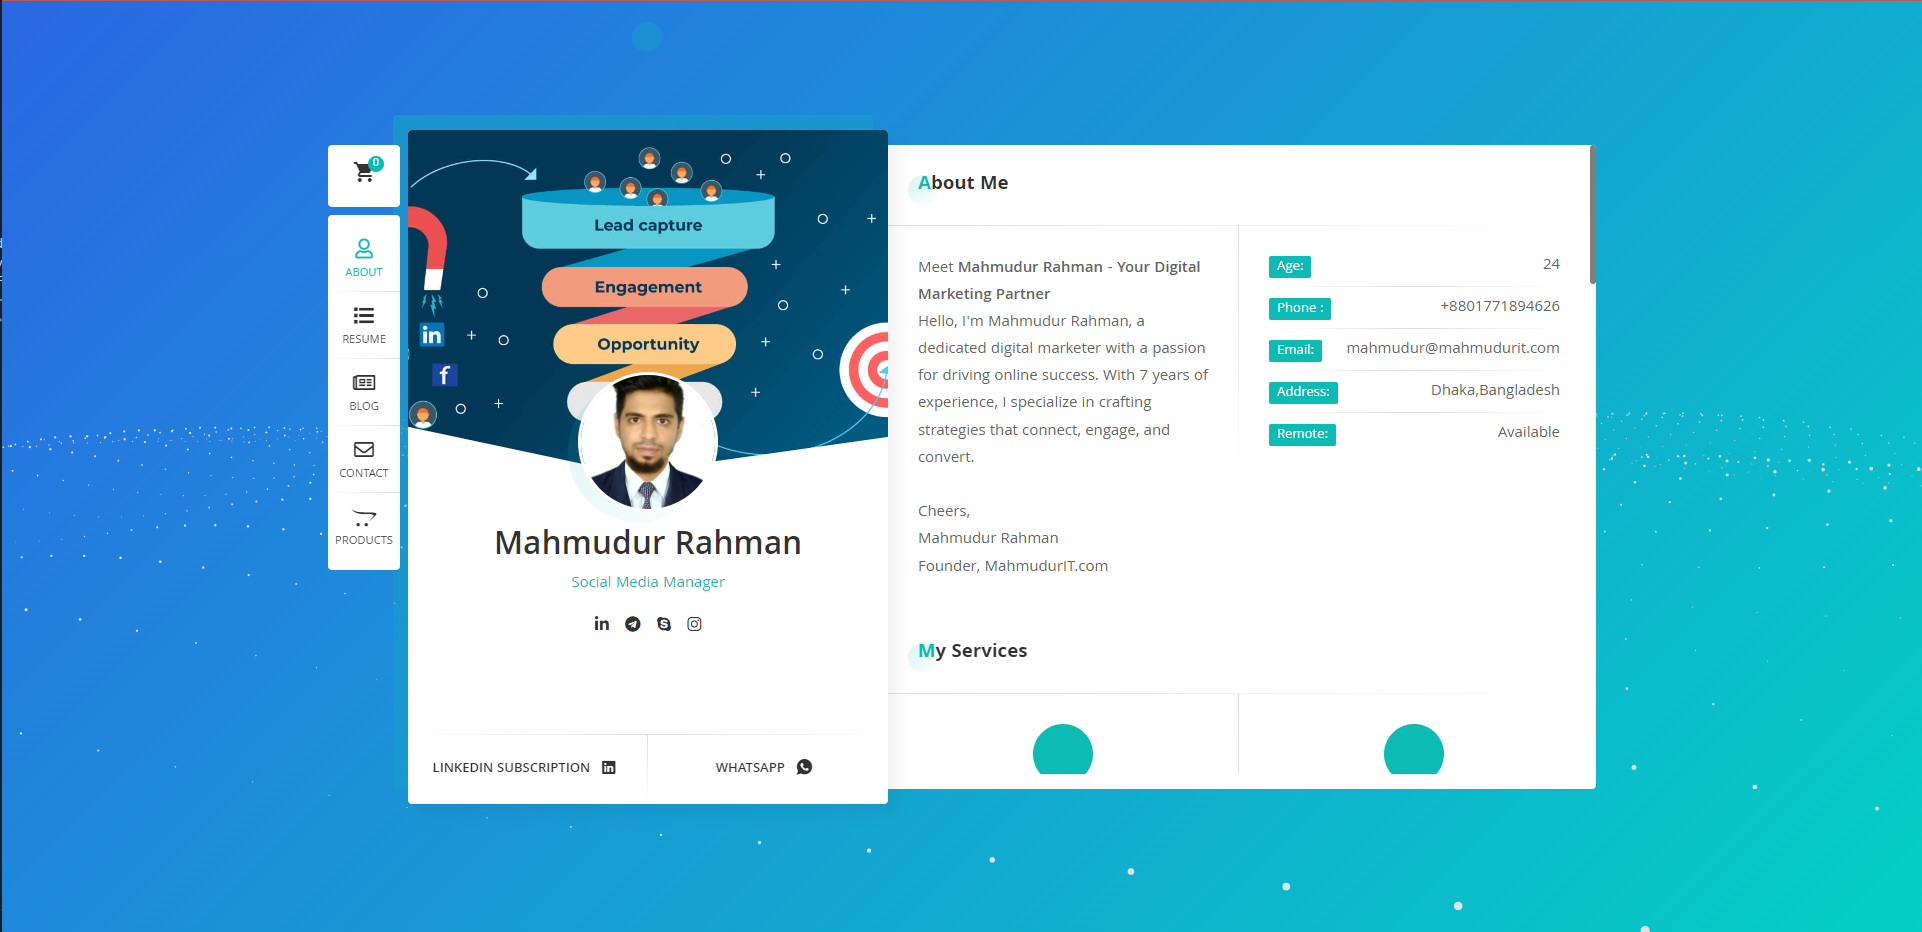 0
ABOUT
RESUME
BLOG
CONTACT
PRODUCTS
Lead capture
Engagement
Opportunity
in
f
Mahmudur Rahman
Social Media Manager
LINKEDIN SUBSCRIPTION
WHATSAPP
About Me
Meet Mahmudur Rahman - Your Digital
Marketing Partner
Hello, I'm Mahmudur Rahman, a
dedicated digital marketer with a passion
for driving online success. With 7 years of
experience, I specialize in crafting
strategies that connect, engage, and
convert.
Cheers,
Mahmudur Rahman
Founder, MahmudurIT.com
Age: 24
Phone : +8801771894626
Email: mahmudur@mahmudurit.com
Address: Dhaka,Bangladesh
Remote: Available
My Services